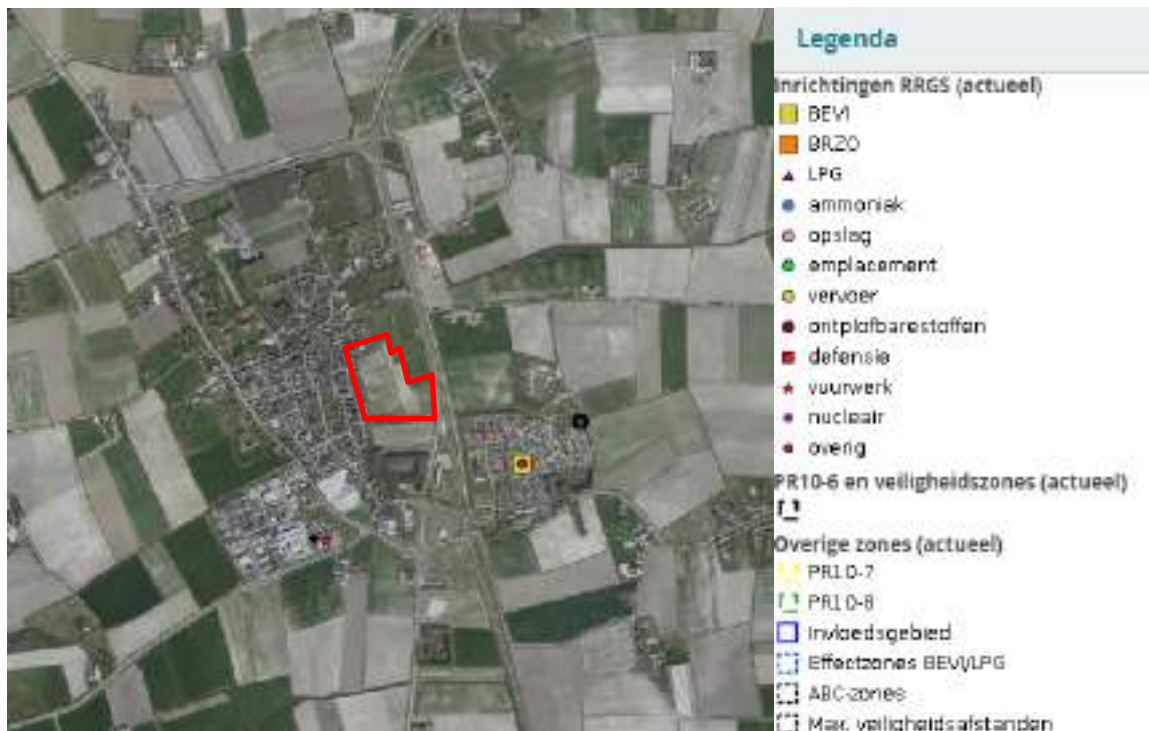 Legenda
Inrichtingen RRGS (actueel)
BEVI
BRZO
LPG
ammoniak
opslag
emplacement
vervoer
ontplofbarestoffen
defensie
vuurwerk
nucleair
overig
PR10-6 en veiligheidszones (actueel)
Overige zones (actueel)
PR10-7
PR10-8
Invloedsgebied
Effectzones BEVI/LPG
ABC-zones
Max. veiligheidsafstanden